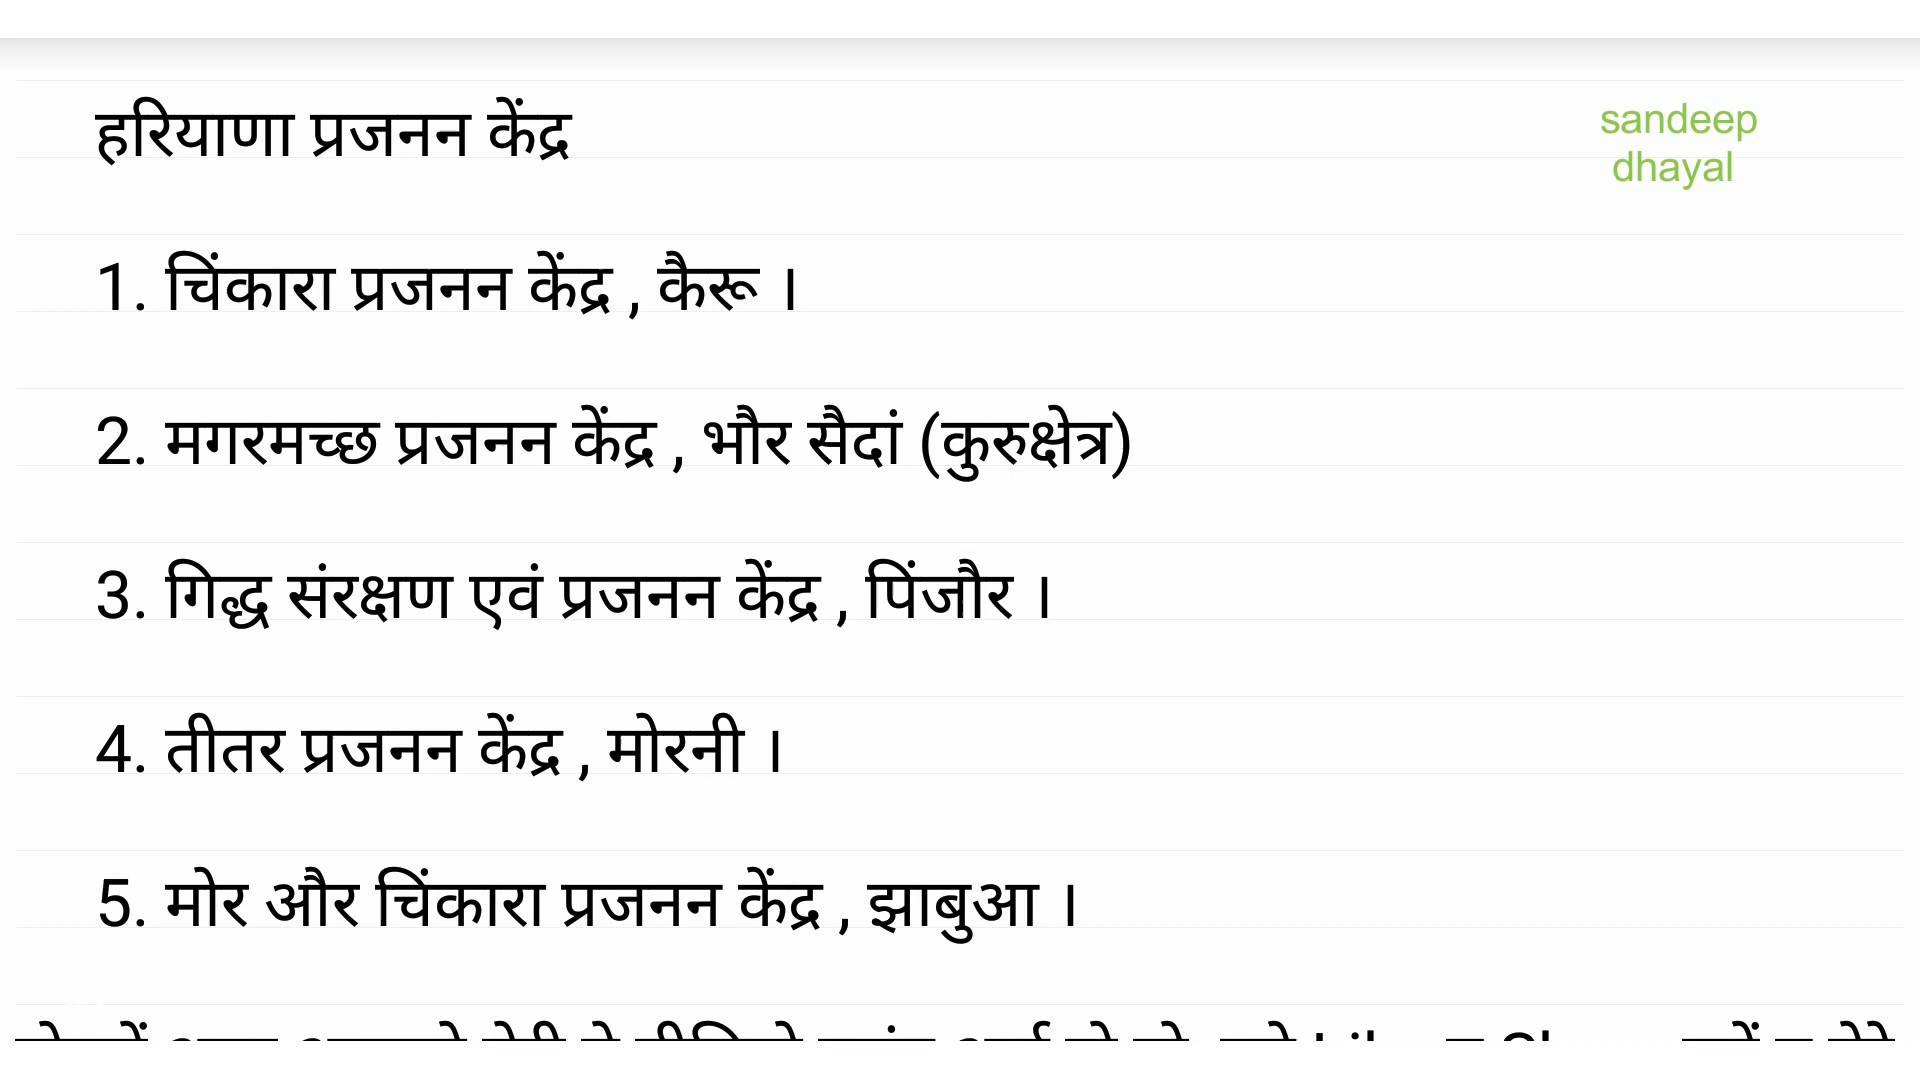 हरियाणा प्रजनन केंद्र
sandeep
dhayal
1. चिंकारा प्रजनन केंद्र , कैरू ।
2. मगरमच्छ प्रजनन केंद्र , भौर सैदां (कुरुक्षेत्र)
3. गिद्ध संरक्षण एवं प्रजनन केंद्र , पिंजौर ।
4. तीतर प्रजनन केंद्र , मोरनी ।
5. मोर और चिंकारा प्रजनन केंद्र , झाबुआ ।